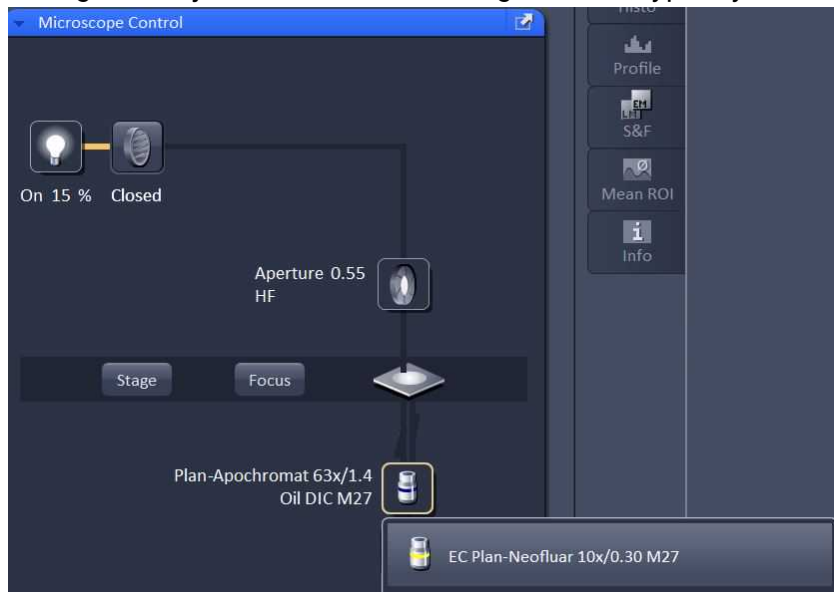 Microscope Control
On 15 % Closed
Aperture 0.55
HF
Stage Focus
Plan-Apochromat 63x/1.4
Oil DIC M27
EC Plan-Neofluar 10x/0.30 M27
Histo
Profile
EM
S&F
Mean ROI
Info